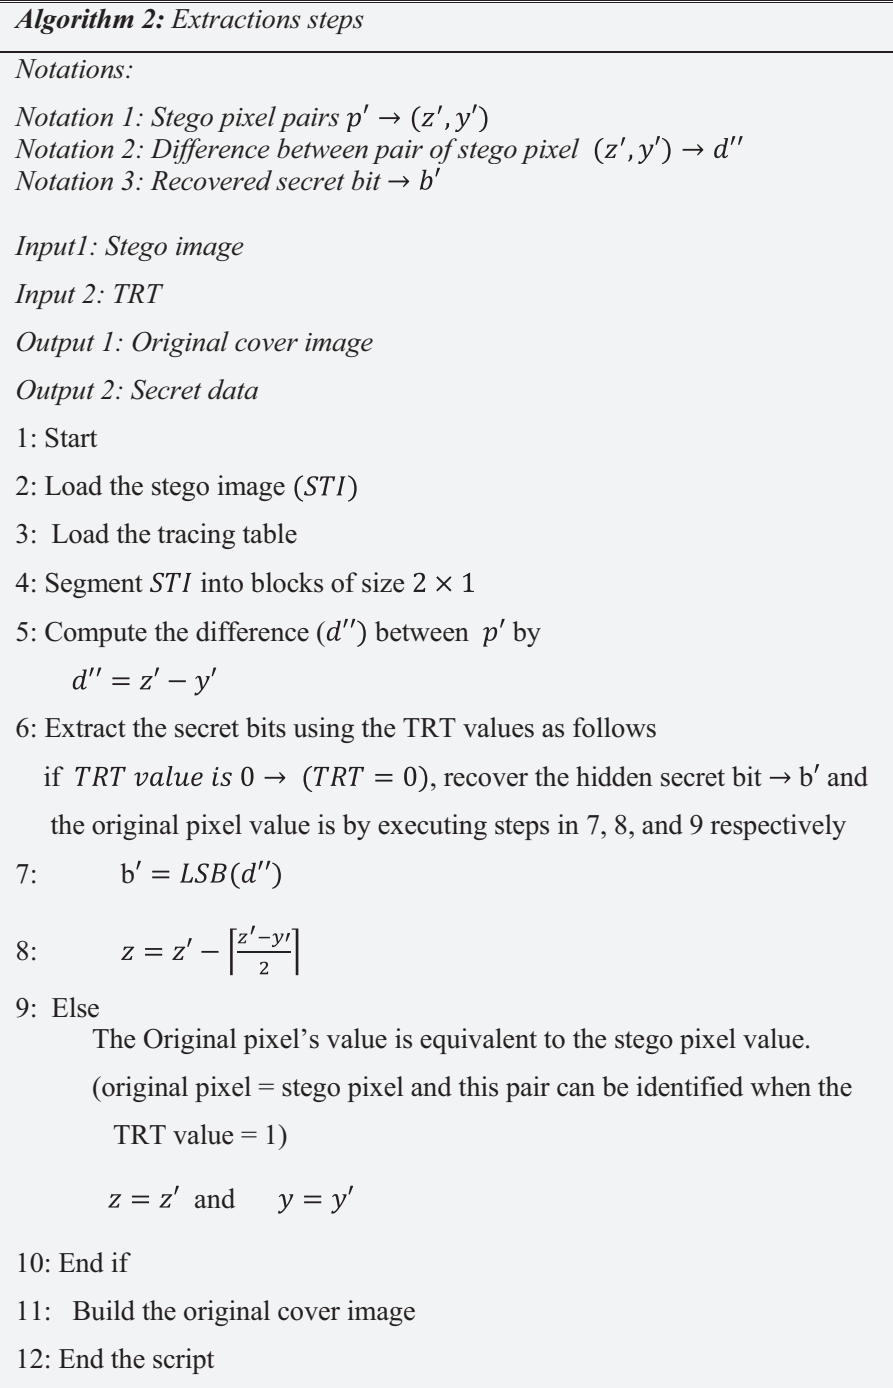 Algorithm 2: Extractions steps
Notations:
Notation 1: Stego pixel pairs p′ → (z′, y′)
Notation 2: Difference between pair of stego pixel (z′, y′) → d′′
Notation 3: Recovered secret bit → b′
Input1: Stego image
Input 2: TRT
Output 1: Original cover image
Output 2: Secret data
1: Start
2: Load the stego image (STI)
3: Load the tracing table
4: Segment STI into blocks of size 2 × 1
5: Compute the difference (d′′) between p′ by
d′′ = z′ − y′
6: Extract the secret bits using the TRT values as follows
if TRT value is 0 → (TRT = 0), recover the hidden secret bit → b′ and
the original pixel value is by executing steps in 7, 8, and 9 respectively
7: b′ = LSB(d′′)
8: z = z′ − ⌈(z′−y′)/2⌉
9: Else
The Original pixel’s value is equivalent to the stego pixel value.
(original pixel = stego pixel and this pair can be identified when the
TRT value = 1)
z = z′ and y = y′
10: End if
11: Build the original cover image
12: End the script